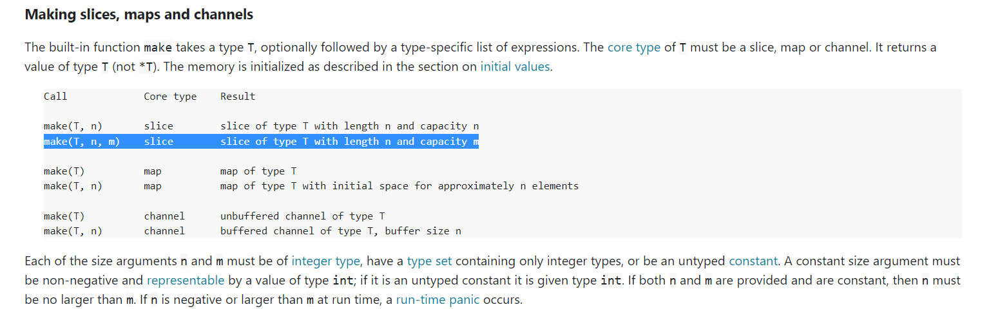 Making slices, maps and channels
The built-in function make takes a type T, optionally followed by a type-specific list of expressions. The core type of T must be a slice, map or channel. It returns a
value of type T (not *T). The memory is initialized as described in the section on initial values.
Call Core type Result
make(T, n) slice slice of type T with length n and capacity n
make(T, n, m) slice slice of type T with length n and capacity m
make(T) map map of type T
make(T, n) map map of type T with initial space for approximately n elements
make(T) channel unbuffered channel of type T
make(T, n) channel buffered channel of type T, buffer size n
Each of the size arguments n and m must be of integer type, have a type set containing only integer types, or be an untyped constant. A constant size argument must
be non-negative and representable by a value of type int; if it is an untyped constant it is given type int. If both n and m are provided and are constant, then n must
be no larger than m. If n is negative or larger than m at run time, a run-time panic occurs.